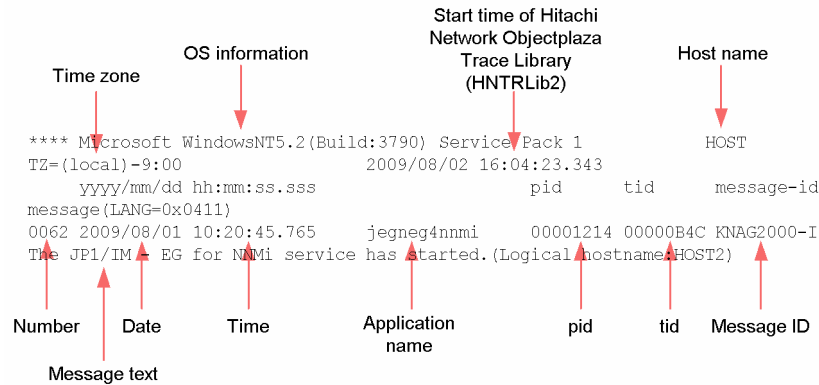 Start time of Hitachi
Network Objectplaza
Trace Library
(HNTRLib2)
OS information
Host name
Time zone
**** Microsoft WindowsNT5.2(Build:3790) Service Pack 1 HOST
TZ=(local)-9:00 2009/08/02 16:04:23.343
yyyy/mm/dd hh:mm:ss.sss pid tid message-id
message(LANG=0x0411)
0062 2009/08/01 10:20:45.765 jegneg4nnmi 00001214 00000B4C KNAG2000-I
The JP1/IM - EG for NNMi service has started.(Logical hostname:HOST2)
Number Date Time Application
name pid tid Message ID
Message text